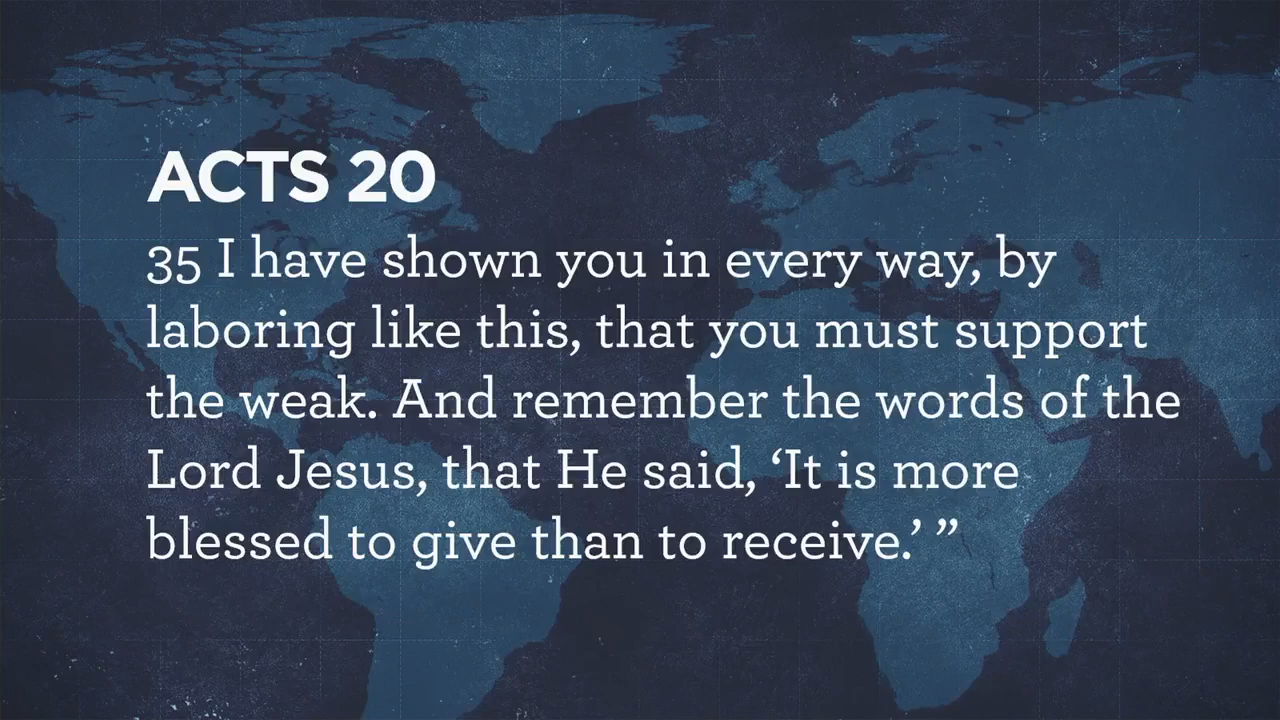 ACTS 20
35 I have shown you in every way, by
laboring like this, that you must support
the weak. And remember the words of the
Lord Jesus, that He said, ‘It is more
blessed to give than to receive.’ ”